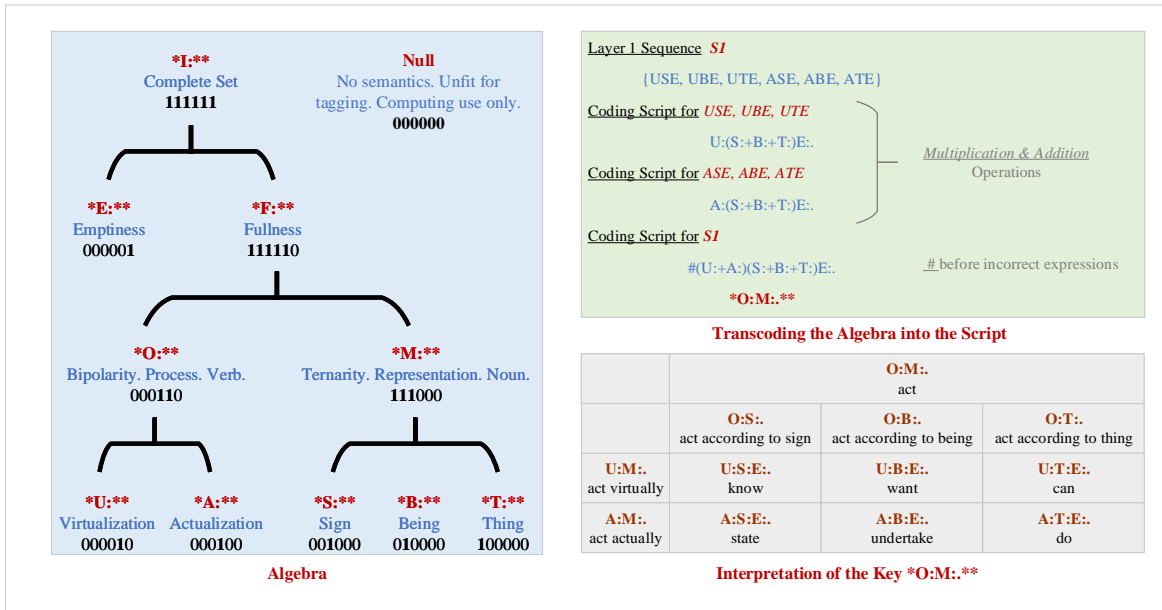 *I:**
Complete Set
111111
Null
No semantics. Unfit for
tagging. Computing use only.
000000
*E:**
Emptiness
000001
*F:**
Fullness
111110
*O:**
Bipolarity. Process. Verb.
000110
*M:**
Ternarity. Representation. Noun.
111000
*U:**
Virtualization
000010
*A:**
Actualization
000100
*S:**
Sign
001000
*B:**
Being
010000
*T:**
Thing
100000
Algebra
Layer 1 Sequence S1
{USE, UBE, UTE, ASE, ABE, ATE}
Coding Script for USE, UBE, UTE
U:(S:+B:+T:)E:.
Coding Script for ASE, ABE, ATE
A:(S:+B:+T:)E:.
Multiplication & Addition
Operations
Coding Script for S1
#(U:+A:)(S:+B:+T:)E:.
# before incorrect expressions
*O:M:.**
Transcoding the Algebra into the Script
O:M:.
act
O:S:.
act according to sign
O:B:.
act according to being
O:T:.
act according to thing
U:M:.
act virtually
U:S:E:.
know
U:B:E:.
want
U:T:E:.
can
A:M:.
act actually
A:S:E:.
state
A:B:E:.
undertake
A:T:E:.
do
Interpretation of the Key *O:M:.**